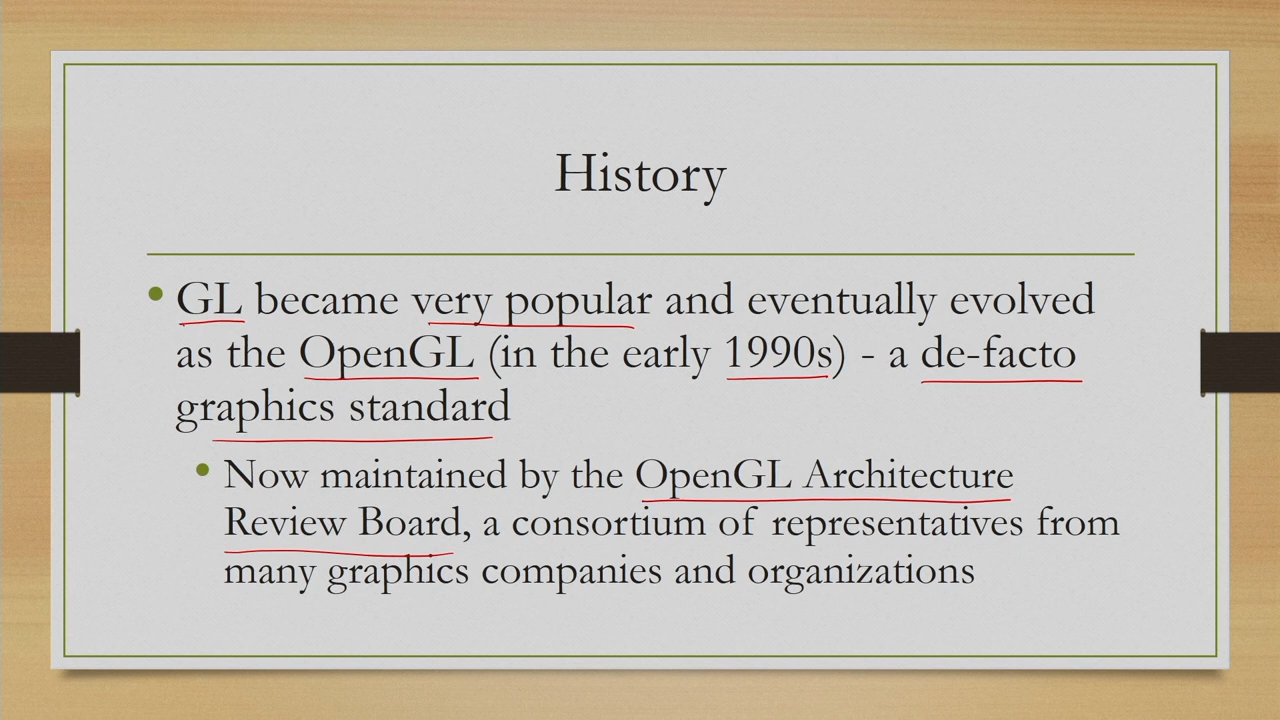 History
• GL became very popular and eventually evolved
as the OpenGL (in the early 1990s) - a de-facto
graphics standard
• Now maintained by the OpenGL Architecture
Review Board, a consortium of representatives from
many graphics companies and organizations